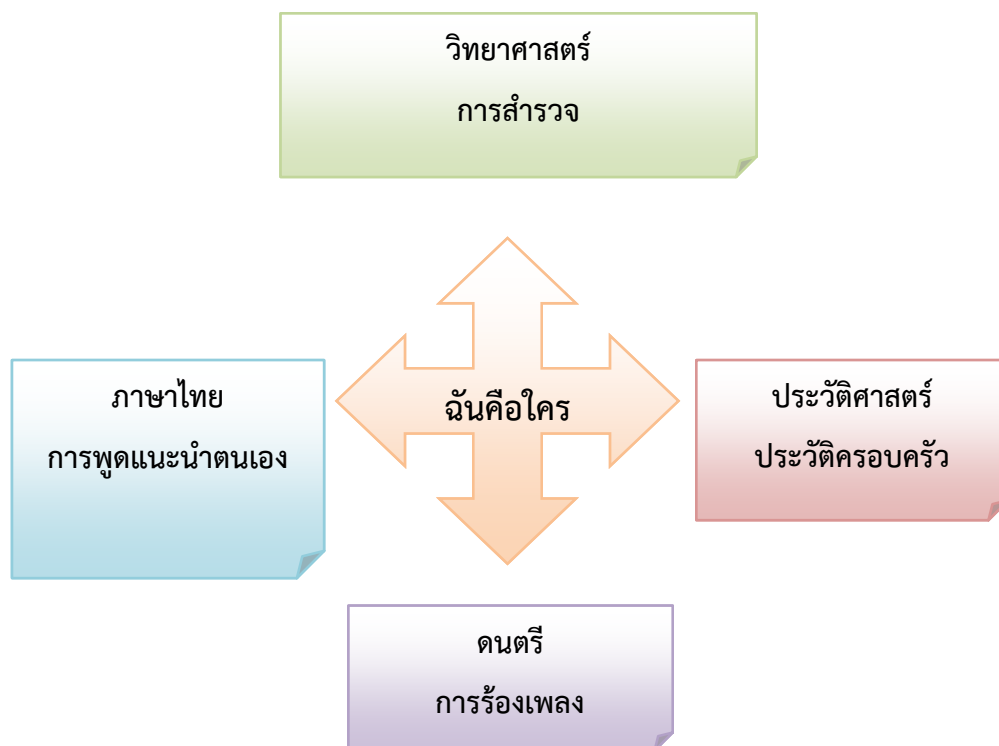 วิทยาศาสตร์
การสำรวจ
ภาษาไทย
การพูดแนะนำตนเอง
ฉันคือใคร
ประวัติศาสตร์
ประวัติครอบครัว
ดนตรี
การร้องเพลง